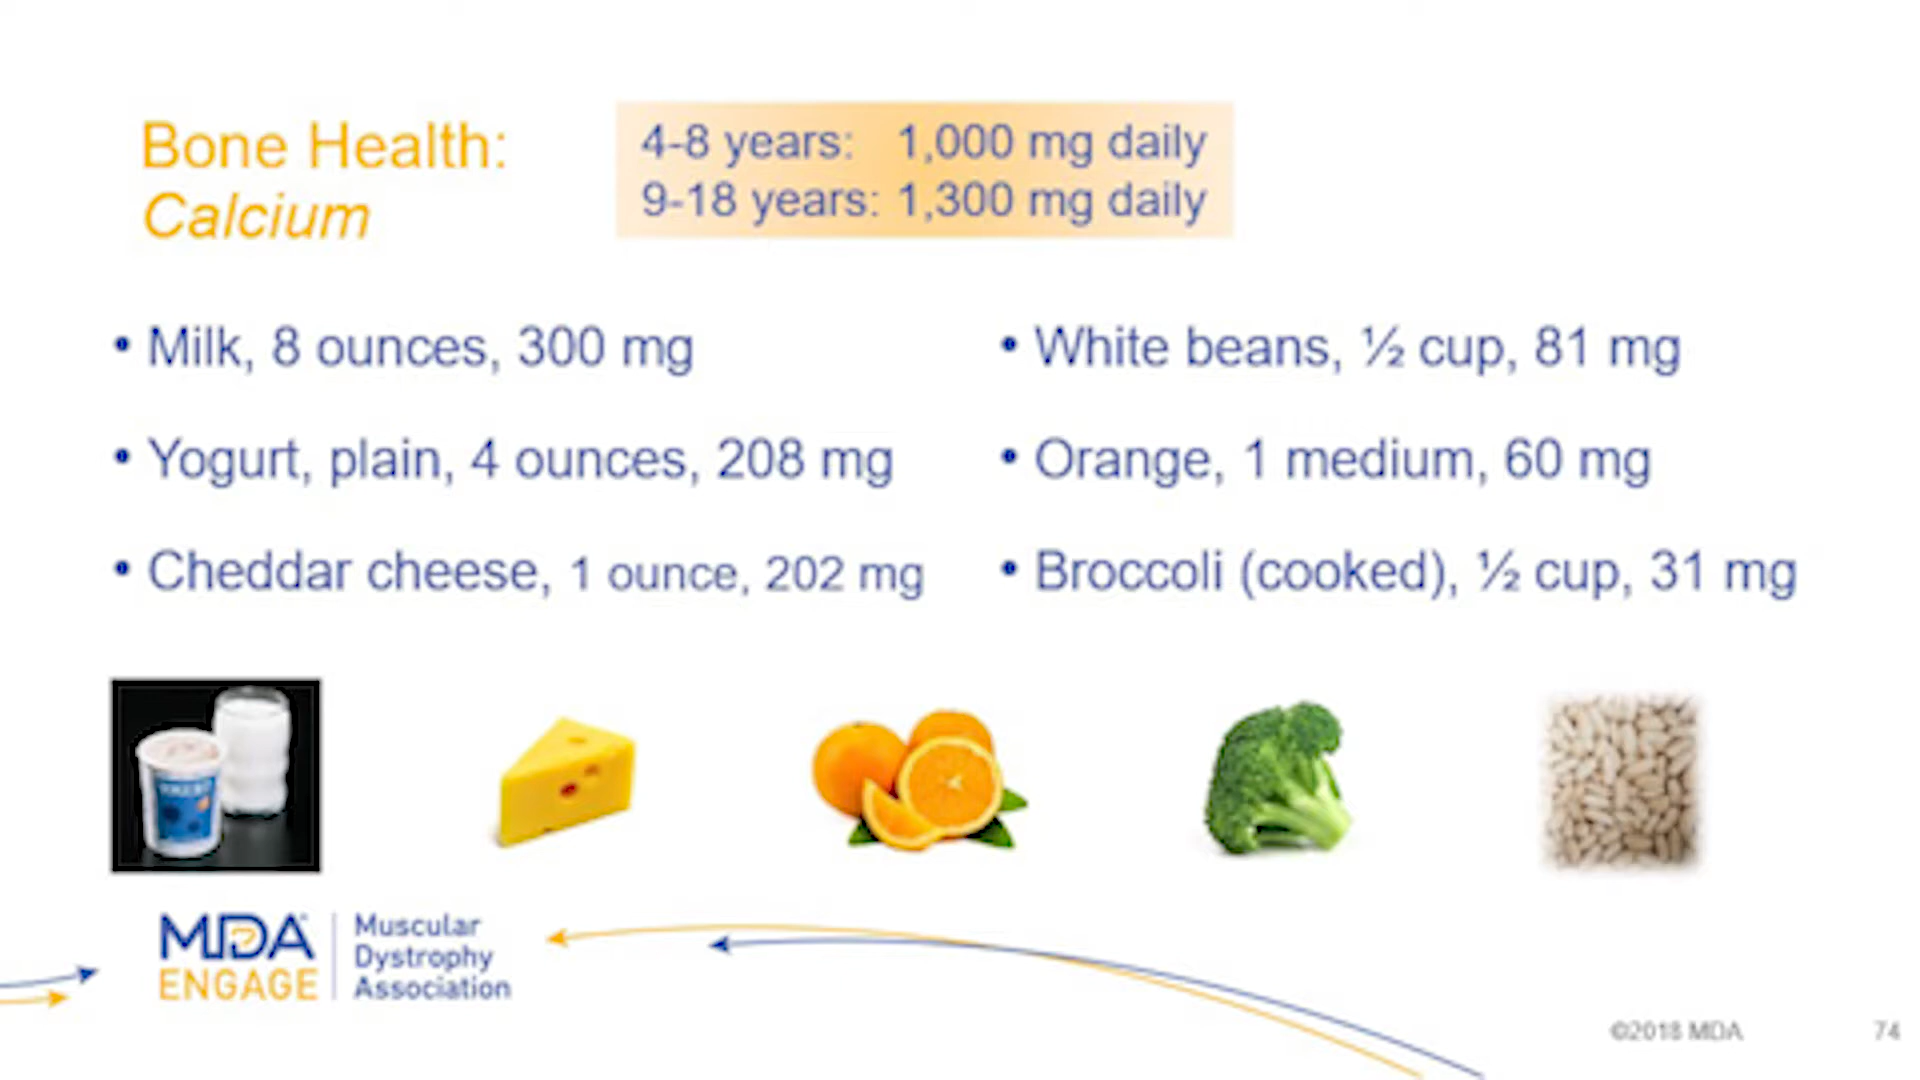 Bone Health:
Calcium
4-8 years: 1,000 mg daily
9-18 years: 1,300 mg daily
• Milk, 8 ounces, 300 mg
• Yogurt, plain, 4 ounces, 208 mg
• Cheddar cheese, 1 ounce, 202 mg
• White beans, ½ cup, 81 mg
• Orange, 1 medium, 60 mg
• Broccoli (cooked), ½ cup, 31 mg
MDA
ENGAGE
Muscular
Dystrophy
Association
©2018 MDA
74